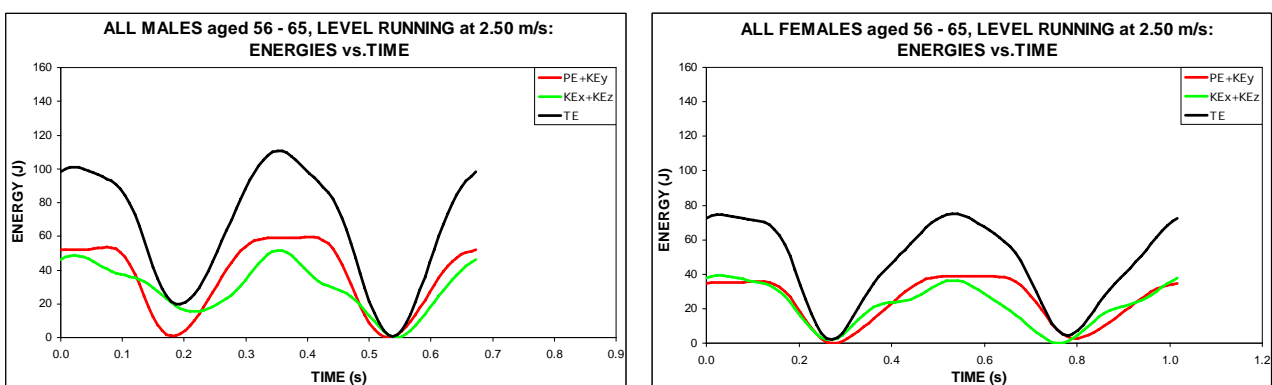 ALL MALES aged 56 - 65, LEVEL RUNNING at 2.50 m/s:
ENERGIES vs.TIME
160
140
120
100
80
60
40
20
0
ENERGY (J)
PE+KEy
KEx+KEz
TE
0.0 0.1 0.2 0.3 0.4 0.5 0.6 0.7 0.8 0.9
TIME (s)
ALL FEMALES aged 56 - 65, LEVEL RUNNING at 2.50 m/s:
ENERGIES vs.TIME
160
140
120
100
80
60
40
20
0
ENERGY (J)
PE+KEy
KEx+KEz
TE
0.0 0.2 0.4 0.6 0.8 1.0 1.2
TIME (s)